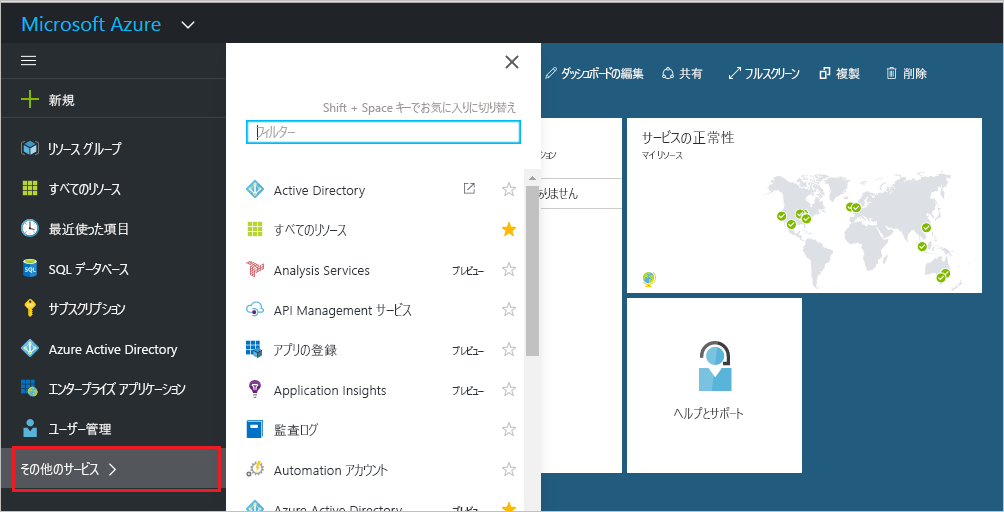 Microsoft Azure
新規
リソース グループ
すべてのリソース
最近使った項目
SQL データベース
サブスクリプション
Azure Active Directory
エンタープライズ アプリケーション
ユーザー管理
その他のサービス
Shift + Space キーでお気に入りに切り替え
フィルター
Active Directory
すべてのリソース
Analysis Services プレビュー
API Management サービス
アプリの登録 プレビュー
Application Insights プレビュー
監査ログ
Automation アカウント
Azure Active Directory プレビュー
ダッシュボードの編集 共有 フルスクリーン 複製 削除
ション
ありません
サービスの正常性
マイ リソース
ヘルプとサポート